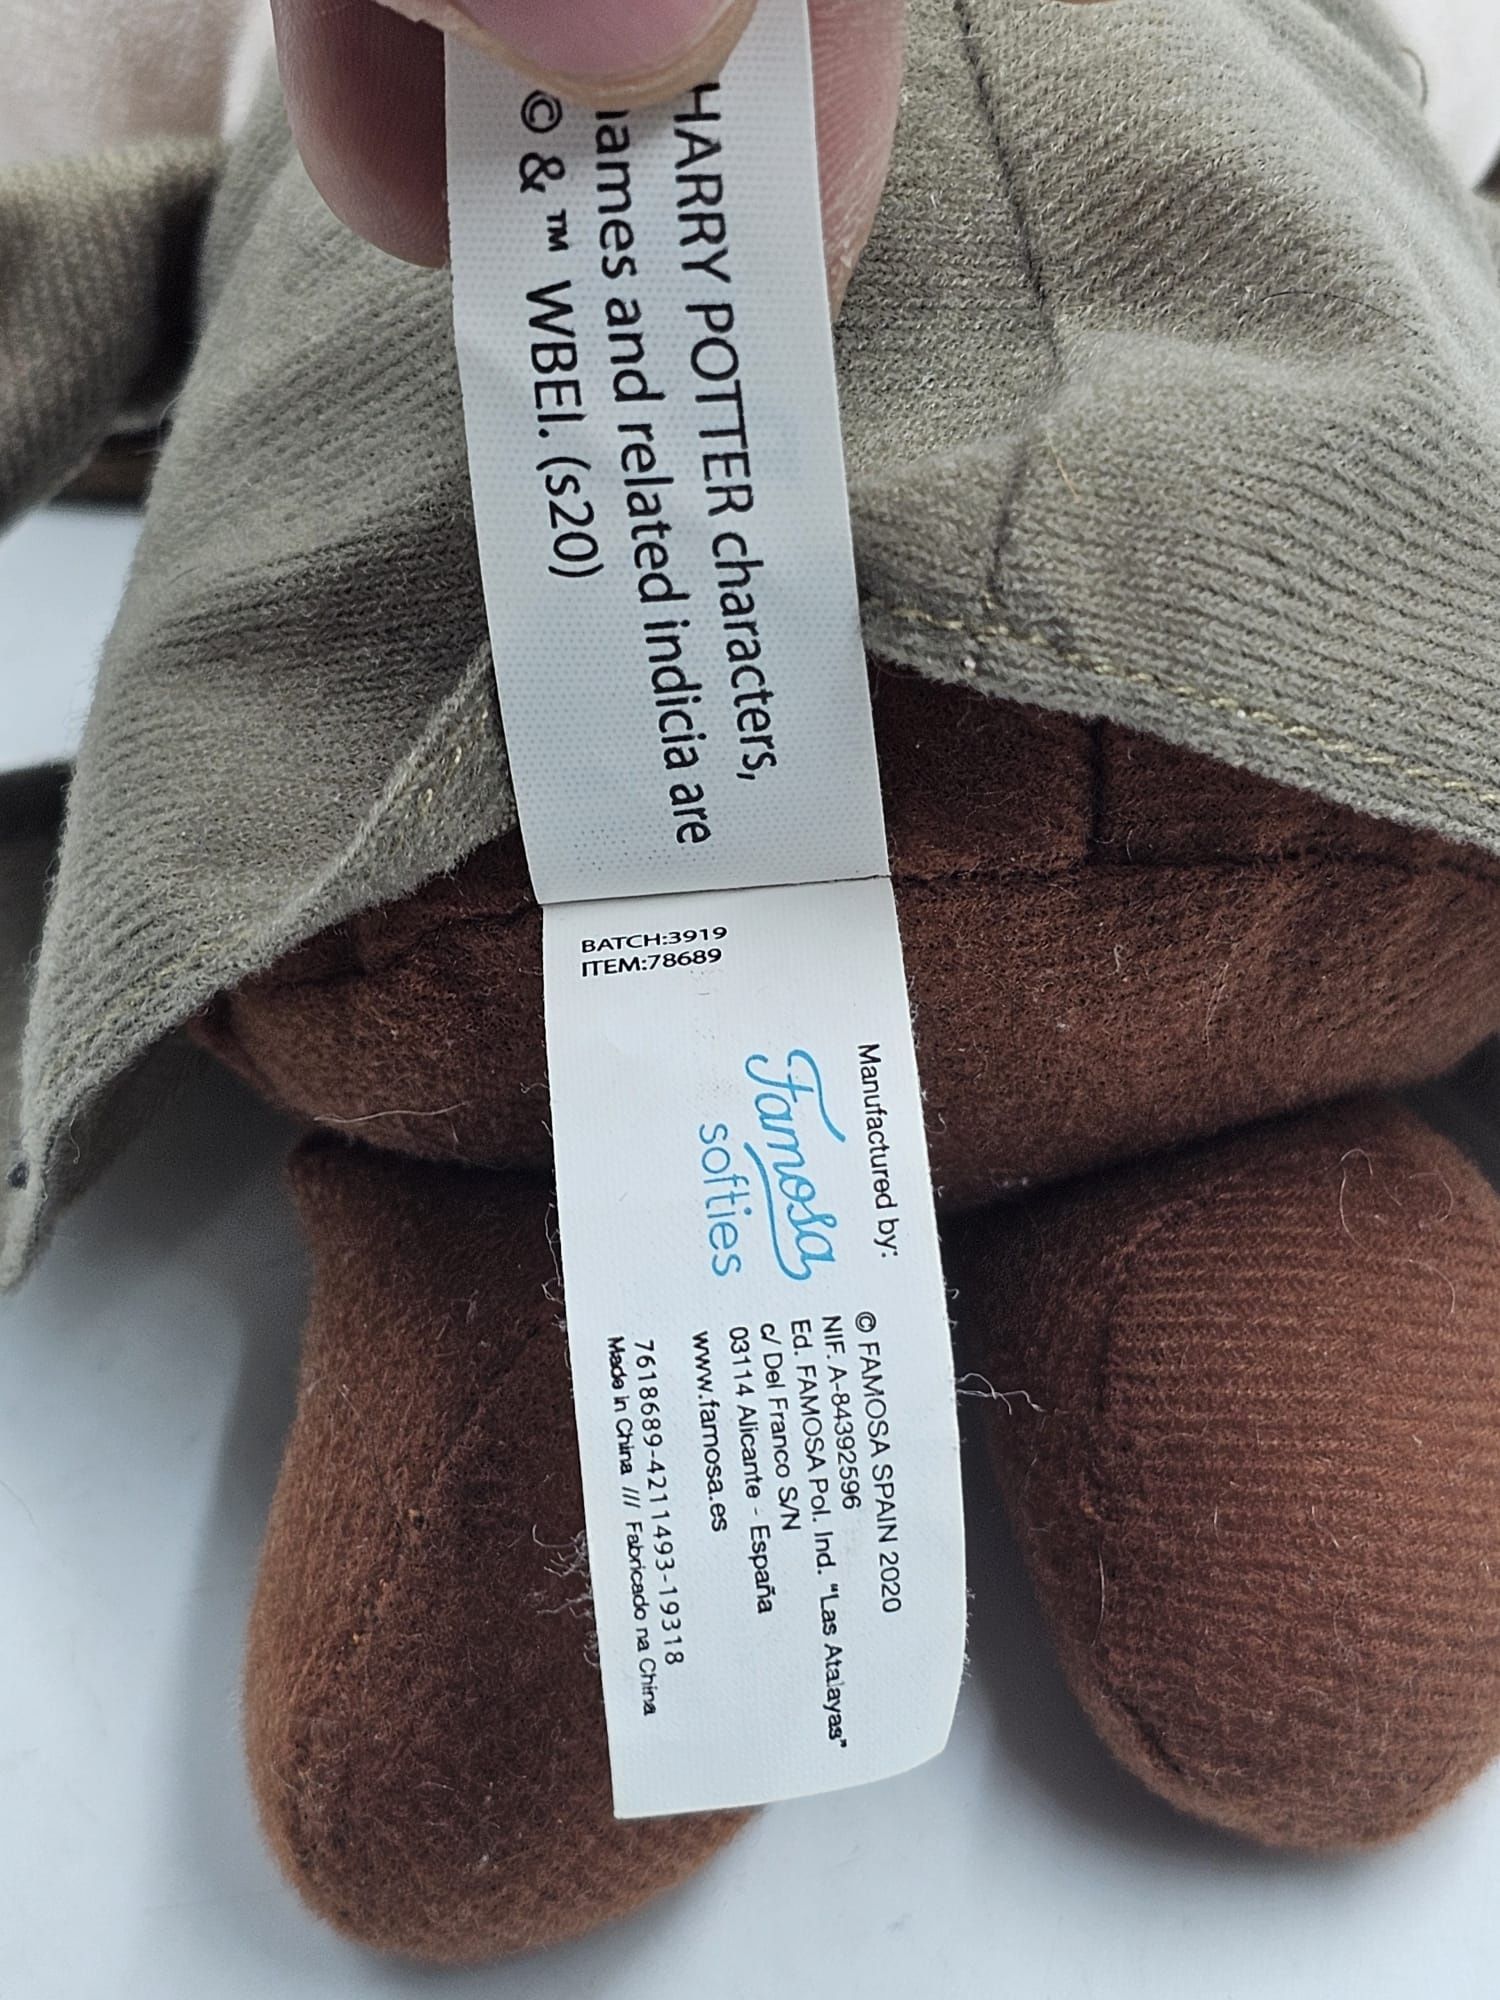 HARRY POTTER characters,
names and related indicia are
© & ™ WBEI. (s20)
BATCH:3919
ITEM:78689
Manufactured by:
Famosa
softies
© FAMOSA SPAIN 2020
NIF. A-84392596
Ed. FAMOSA Pol. Ind. "Las Atalayas"
c/ Del Franco S/N
03114 Alicante - España
www.famosa.es
7618689-4211493-19318
Made in China /// Fabricado na China